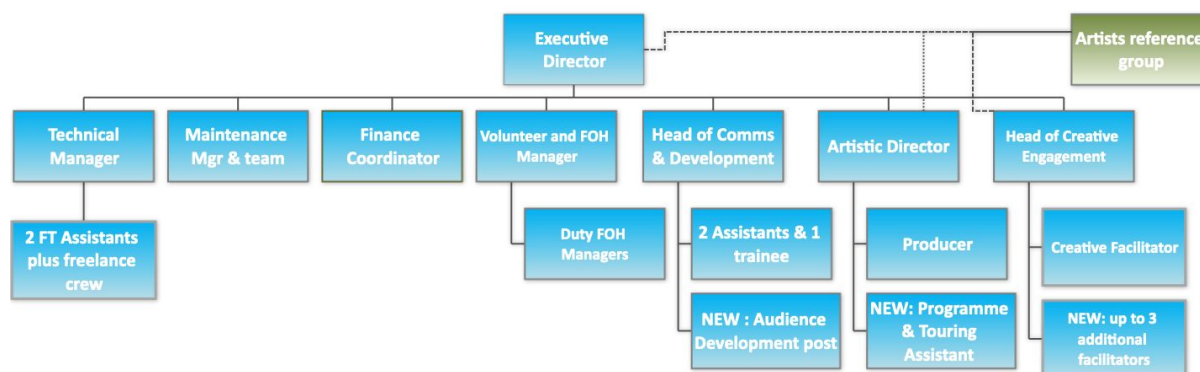 Executive
Director
Artists reference
group
Technical
Manager
Maintenance
Mgr & team
Finance
Coordinator
Volunteer and FOH
Manager
Head of Comms
& Development
Artistic Director
Head of Creative
Engagement
2 FT Assistants
plus freelance
crew
Duty FOH
Managers
2 Assistants & 1
trainee
Producer
Creative Facilitator
NEW : Audience
Development post
NEW: Programme
& Touring
Assistant
NEW: up to 3
additional
facilitators